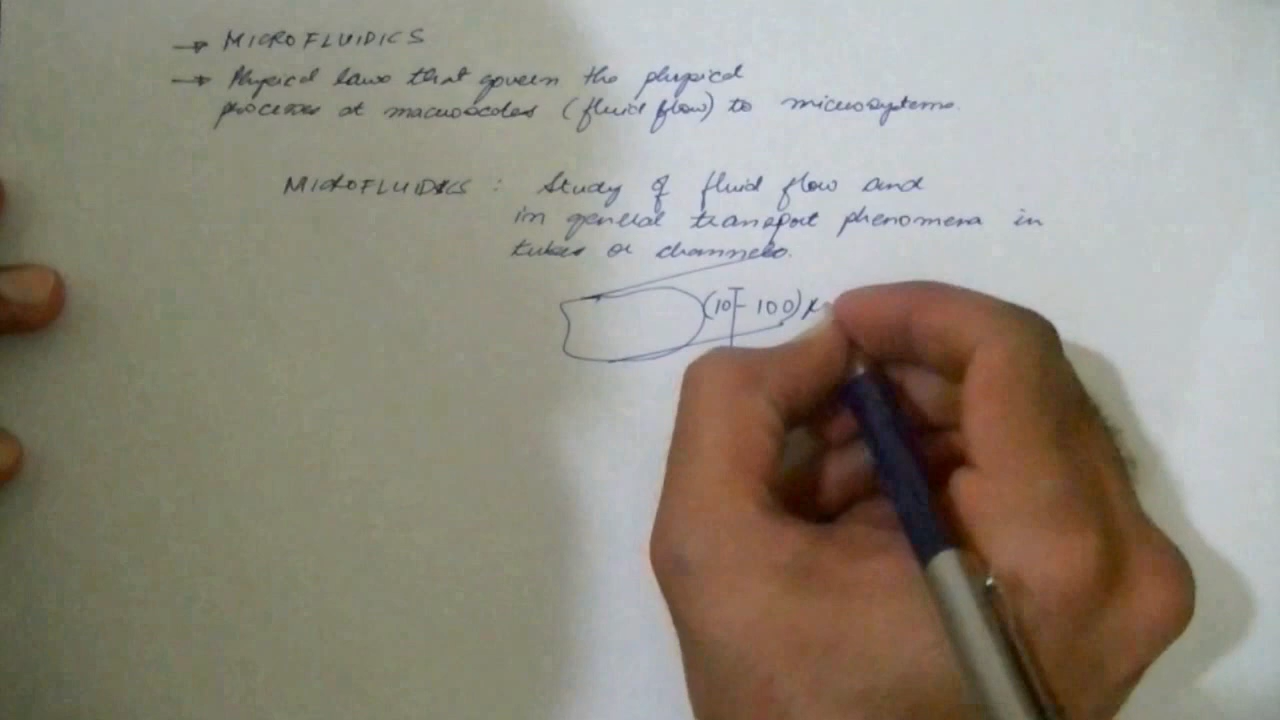 → MICROFLUIDICS
→ Physical laws that govern the physical
processes at macroscales (fluid flow) to microsystems.
MICROFLUIDICS : Study of fluid flow and
in general transport phenomena in
tubes or channels.
(10 - 100)